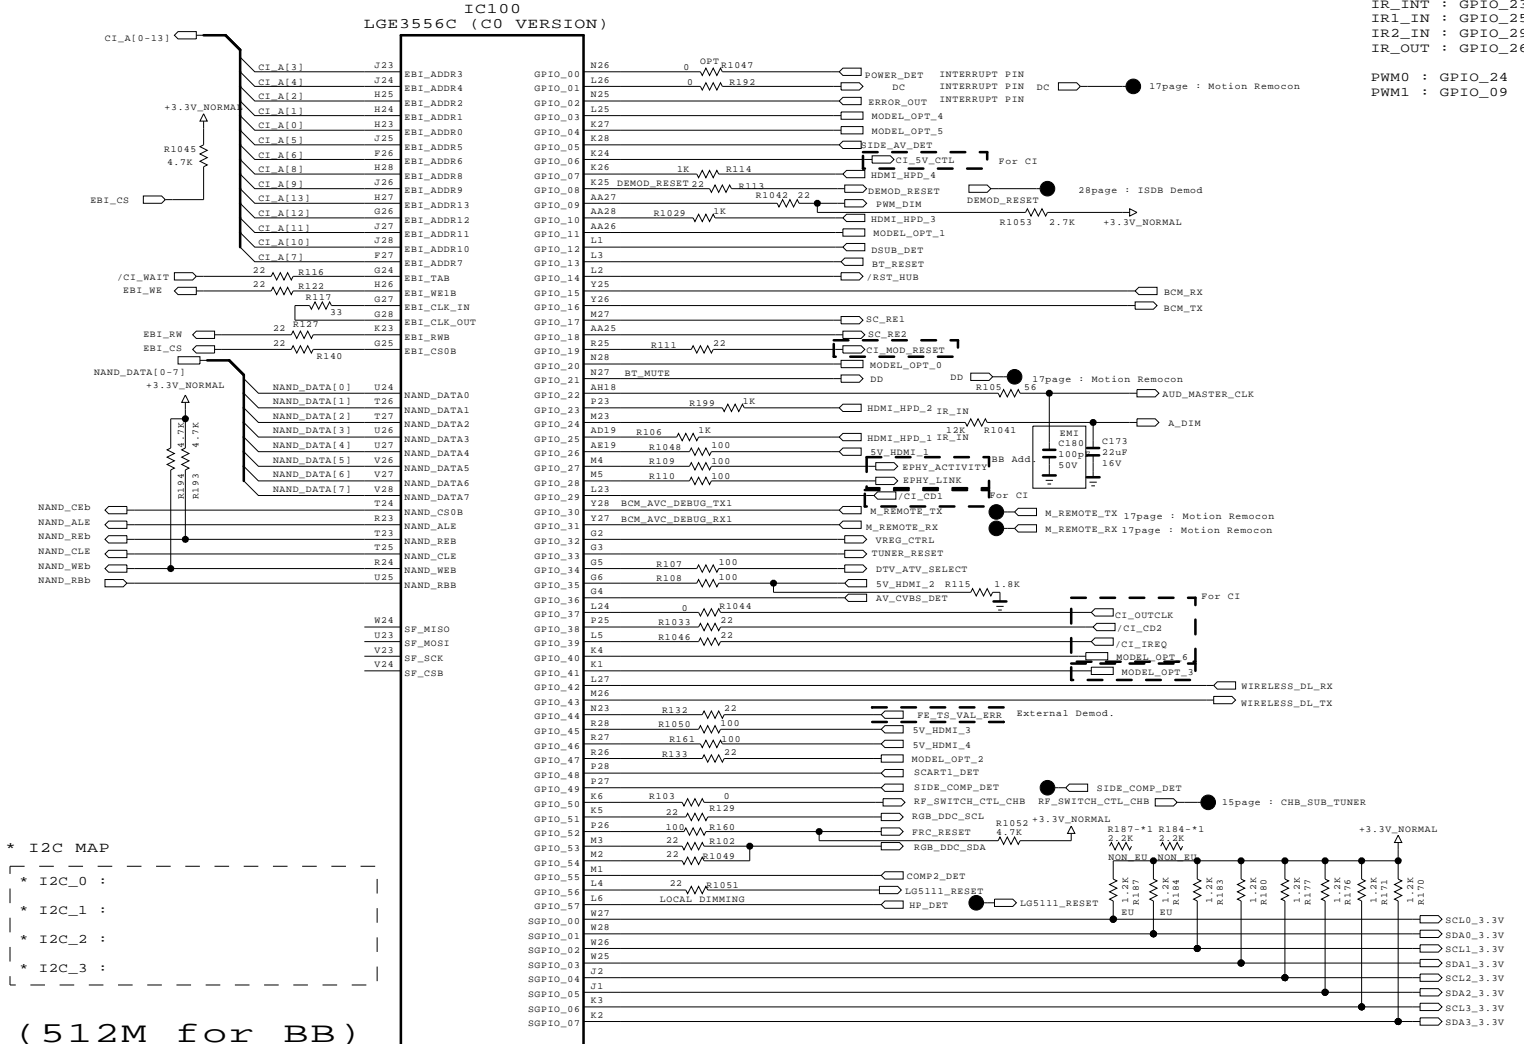 IC100
LGE3556C (C0 VERSION)
IR_INT : GPIO_23
IR1_IN : GPIO_25
IR2_IN : GPIO_29
IR_OUT : GPIO_26
PWM0 : GPIO_24
PWM1 : GPIO_09
CI_A[0-13]
CI_A[3] J23 EBI_ADDR3
CI_A[4] J24 EBI_ADDR4
CI_A[2] H25 EBI_ADDR2
CI_A[1] H24 EBI_ADDR1
CI_A[0] H23 EBI_ADDR0
CI_A[5] J25 EBI_ADDR5
CI_A[6] F26 EBI_ADDR6
CI_A[8] H28 EBI_ADDR8
CI_A[9] J26 EBI_ADDR9
CI_A[13] H27 EBI_ADDR13
CI_A[12] G26 EBI_ADDR12
CI_A[11] J27 EBI_ADDR11
CI_A[10] J28 EBI_ADDR10
CI_A[7] F27 EBI_ADDR7
+3.3V_NORMAL
R1045
4.7K
EBI_CS
/CI_WAIT 22 R116 G24 EBI_TAB
EBI_WE 22 R122 H26 EBI_WE1B
R117 33 G27 EBI_CLK_IN
G28 EBI_CLK_OUT
EBI_RW 22 R127 K23 EBI_RWB
EBI_CS 22 R140 G25 EBI_CS0B
NAND_DATA[0-7]
+3.3V_NORMAL
NAND_DATA[0] U24 NAND_DATA0
NAND_DATA[1] T26 NAND_DATA1
NAND_DATA[2] T27 NAND_DATA2
NAND_DATA[3] U26 NAND_DATA3
NAND_DATA[4] U27 NAND_DATA4
NAND_DATA[5] V26 NAND_DATA5
NAND_DATA[6] V27 NAND_DATA6
NAND_DATA[7] V28 NAND_DATA7
R194 4.7K
R193 4.7K
NAND_CEb T24 NAND_CS0B
NAND_ALE R23 NAND_ALE
NAND_REb T23 NAND_REB
NAND_CLE T25 NAND_CLE
NAND_WEb R24 NAND_WEB
NAND_RBb U25 NAND_RBB
W24 SF_MISO
U23 SF_MOSI
V23 SF_SCK
V24 SF_CSB
GPIO_00 N26 0 OPT R1047 POWER_DET INTERRUPT PIN
GPIO_01 L26 0 R192 DC INTERRUPT PIN DC 17page : Motion Remocon
GPIO_02 N25 ERROR_OUT INTERRUPT PIN
GPIO_03 L25 MODEL_OPT_4
GPIO_04 K27 MODEL_OPT_5
GPIO_05 K28 SIDE_AV_DET
GPIO_06 K24 CI_5V_CTL For CI
GPIO_07 K26 1K R114 HDMI_HPD_4
GPIO_08 K25 DEMOD_RESET 22 R113 DEMOD_RESET DEMOD_RESET 28page : ISDB Demod
GPIO_09 AA27 R1042 22 PWM_DIM
R1053 2.7K +3.3V_NORMAL
GPIO_10 AA28 R1029 1K HDMI_HPD_3
GPIO_11 AA26 MODEL_OPT_1
GPIO_12 L1 DSUB_DET
GPIO_13 L3 BT_RESET
GPIO_14 L2 /RST_HUB
GPIO_15 Y25 BCM_RX
GPIO_16 Y26 BCM_TX
GPIO_17 M27 SC_RE1
GPIO_18 AA25 SC_RE2
GPIO_19 R25 R111 22 CI_MOD_RESET
GPIO_20 N28 MODEL_OPT_0
GPIO_21 N27 BT_MUTE DD DD 17page : Motion Remocon
GPIO_22 AH18 R105 56 AUD_MASTER_CLK
GPIO_23 P23 R199 1K HDMI_HPD_2 IR_IN
GPIO_24 M23 12K R1041 A_DIM
GPIO_25 AD19 R106 1K HDMI_HPD_1 IR_IN
GPIO_26 AE19 R1048 100 5V_HDMI_1
EMI
C180
100p
50V
C173
22uF
16V
BB Add.
GPIO_27 M4 R109 100 EPHY_ACTIVITY
GPIO_28 M5 R110 100 EPHY_LINK
GPIO_29 L23 /CI_CD1 For CI
GPIO_30 Y28 BCM_AVC_DEBUG_TX1 M_REMOTE_TX M_REMOTE_TX 17page : Motion Remocon
GPIO_31 Y27 BCM_AVC_DEBUG_RX1 M_REMOTE_RX M_REMOTE_RX 17page : Motion Remocon
GPIO_32 G2 VREG_CTRL
GPIO_33 G3 TUNER_RESET
GPIO_34 G5 R107 100 DTV_ATV_SELECT
GPIO_35 G6 R108 100 5V_HDMI_2 R115 1.8K
GPIO_36 G4 AV_CVBS_DET
For CI
GPIO_37 L24 0 R1044 CI_OUTCLK
GPIO_38 P25 R1033 22 /CI_CD2
GPIO_39 L5 R1046 22 /CI_IREQ
GPIO_40 K4 MODEL_OPT_6
GPIO_41 K1 MODEL_OPT_3
GPIO_42 L27 WIRELESS_DL_RX
GPIO_43 M26 WIRELESS_DL_TX
GPIO_44 N23 R132 22 FE_TS_VAL_ERR External Demod.
GPIO_45 R28 R1050 100 5V_HDMI_3
GPIO_46 R27 R161 100 5V_HDMI_4
GPIO_47 R26 R133 22 MODEL_OPT_2
GPIO_48 P28 SCART1_DET
GPIO_49 P27 SIDE_COMP_DET SIDE_COMP_DET
GPIO_50 K6 R103 0 RF_SWITCH_CTL_CHB RF_SWITCH_CTL_CHB 15page : CHB_SUB_TUNER
GPIO_51 K5 22 R129 RGB_DDC_SCL
GPIO_52 P26 100 R160 FRC_RESET R1052 4.7K +3.3V_NORMAL
GPIO_53 M3 22 R102 RGB_DDC_SDA
GPIO_54 M2 22 R1049
GPIO_55 M1 COMP2_DET
GPIO_56 L4 22 R1051 LG5111_RESET
LOCAL DIMMING
GPIO_57 L6 HP_DET LG5111_RESET
R187-*1 R184-*1 +3.3V_NORMAL
2.2K 2.2K
NON_EU NON_EU
1.2K R187 EU
1.2K R184 EU
1.2K R183
1.2K R180
1.2K R177
1.2K R176
1.2K R171
1.2K R170
SGPIO_00 W27 SCL0_3.3V
SGPIO_01 W28 SDA0_3.3V
SGPIO_02 W26 SCL1_3.3V
SGPIO_03 W25 SDA1_3.3V
SGPIO_04 J2 SCL2_3.3V
SGPIO_05 J1 SDA2_3.3V
SGPIO_06 K3 SCL3_3.3V
SGPIO_07 K2 SDA3_3.3V
* I2C MAP
* I2C_0 :
* I2C_1 :
* I2C_2 :
* I2C_3 :
(512M for BB)